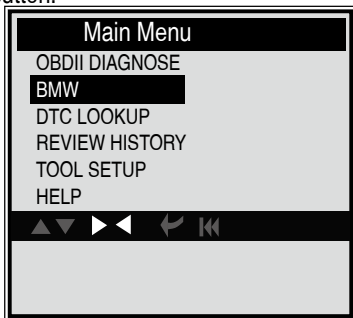 Main Menu
OBDII DIAGNOSE
BMW
DTC LOOKUP
REVIEW HISTORY
TOOL SETUP
HELP